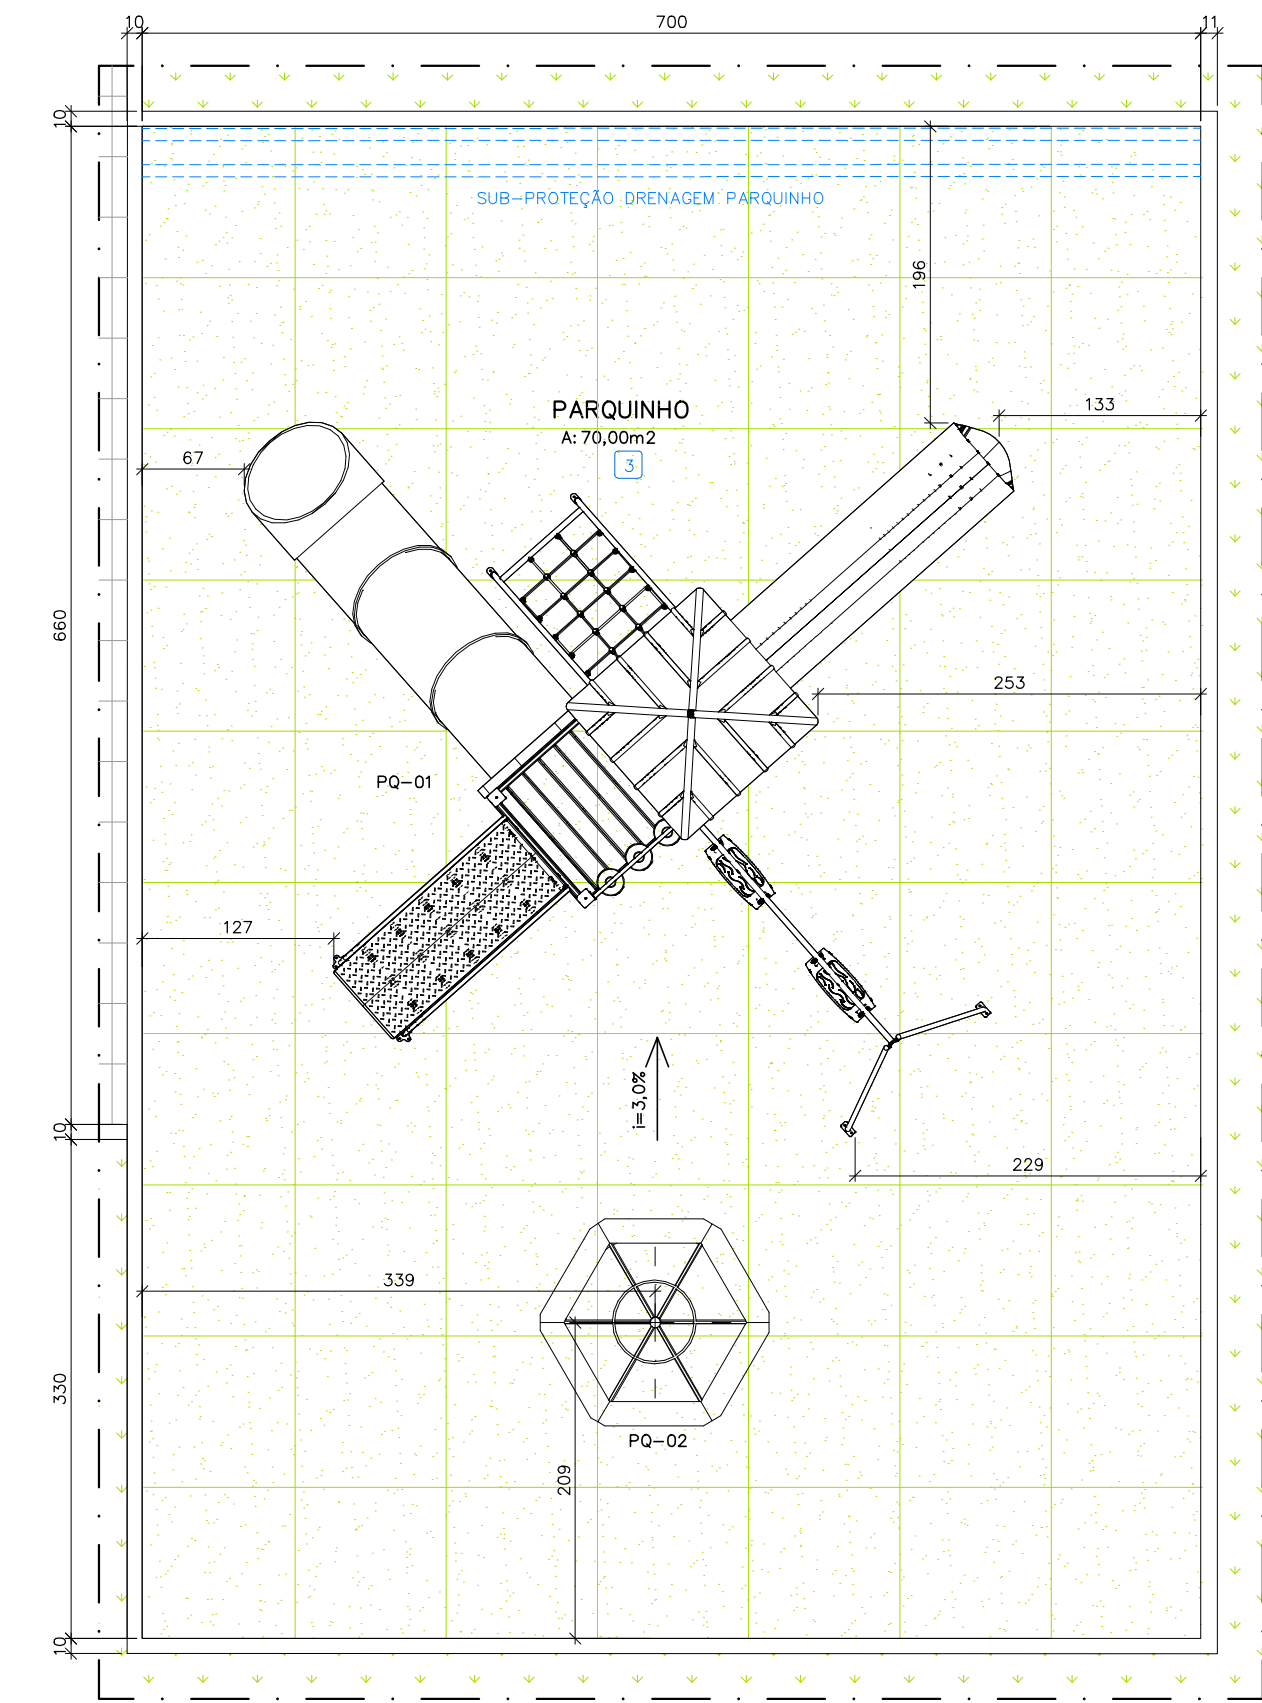 10 700 11
10
SUB-PROTEÇÃO DRENAGEM PARQUINHO
196
PARQUINHO
A: 70,00m2
3
133
67
660
253
PQ-01
127
i=3,0%
10
229
339
330
PQ-02
209
10